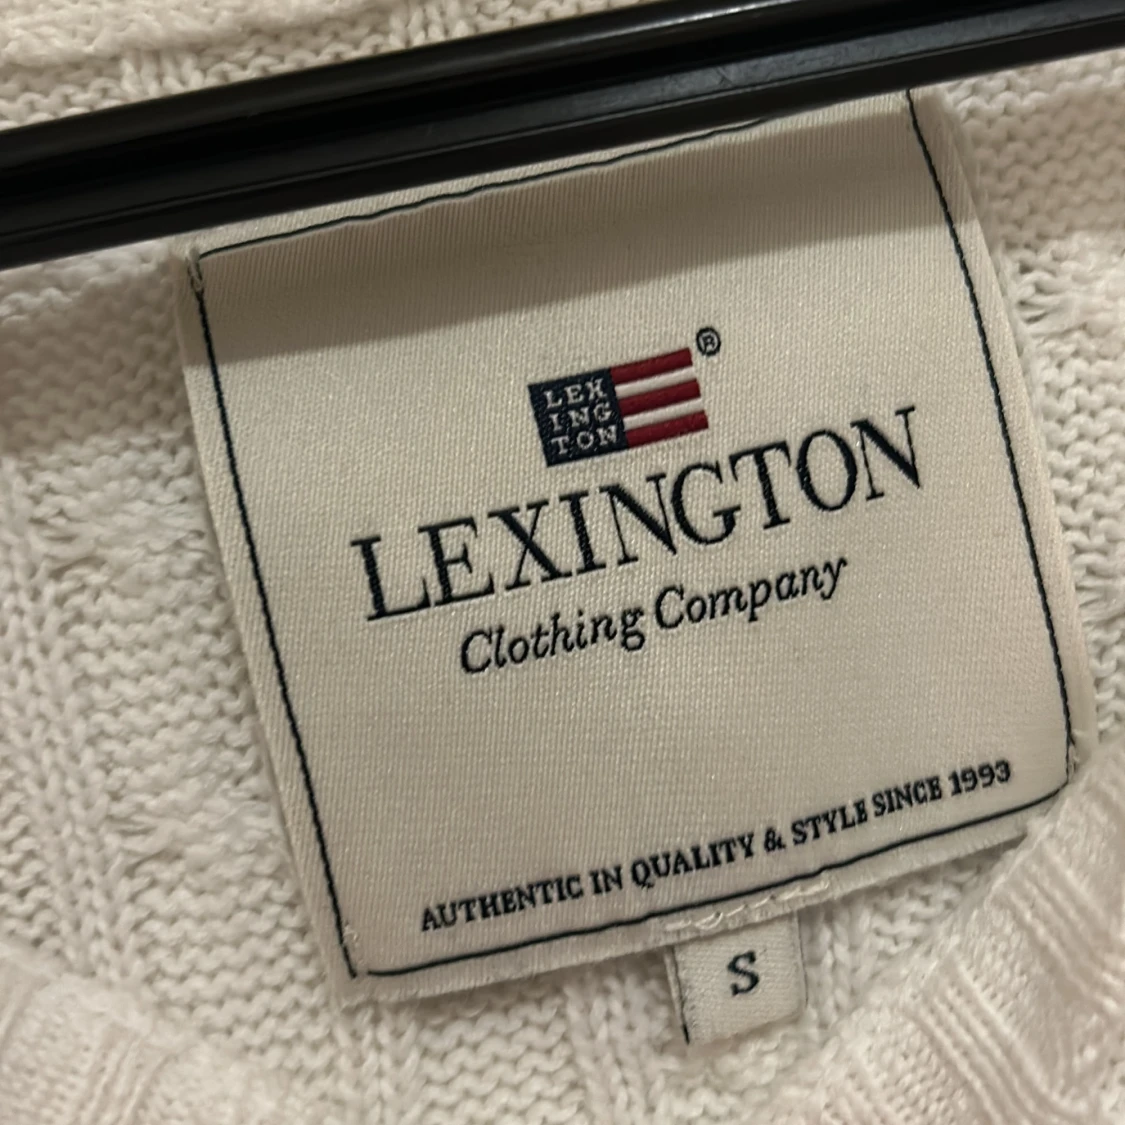 LEX
ING
TON
®
LEXINGTON
Clothing Company
AUTHENTIC IN QUALITY & STYLE SINCE 1993
S